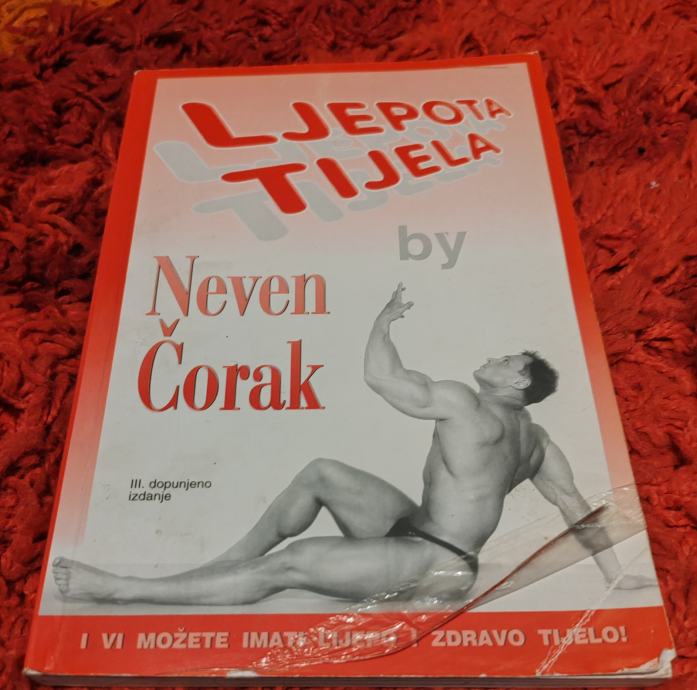 LJEPOTA
TIJELA
by
Neven
Čorak
III. dopunjeno
izdanje
I VI MOŽETE IMATI LIJEPO I ZDRAVO TIJELO!